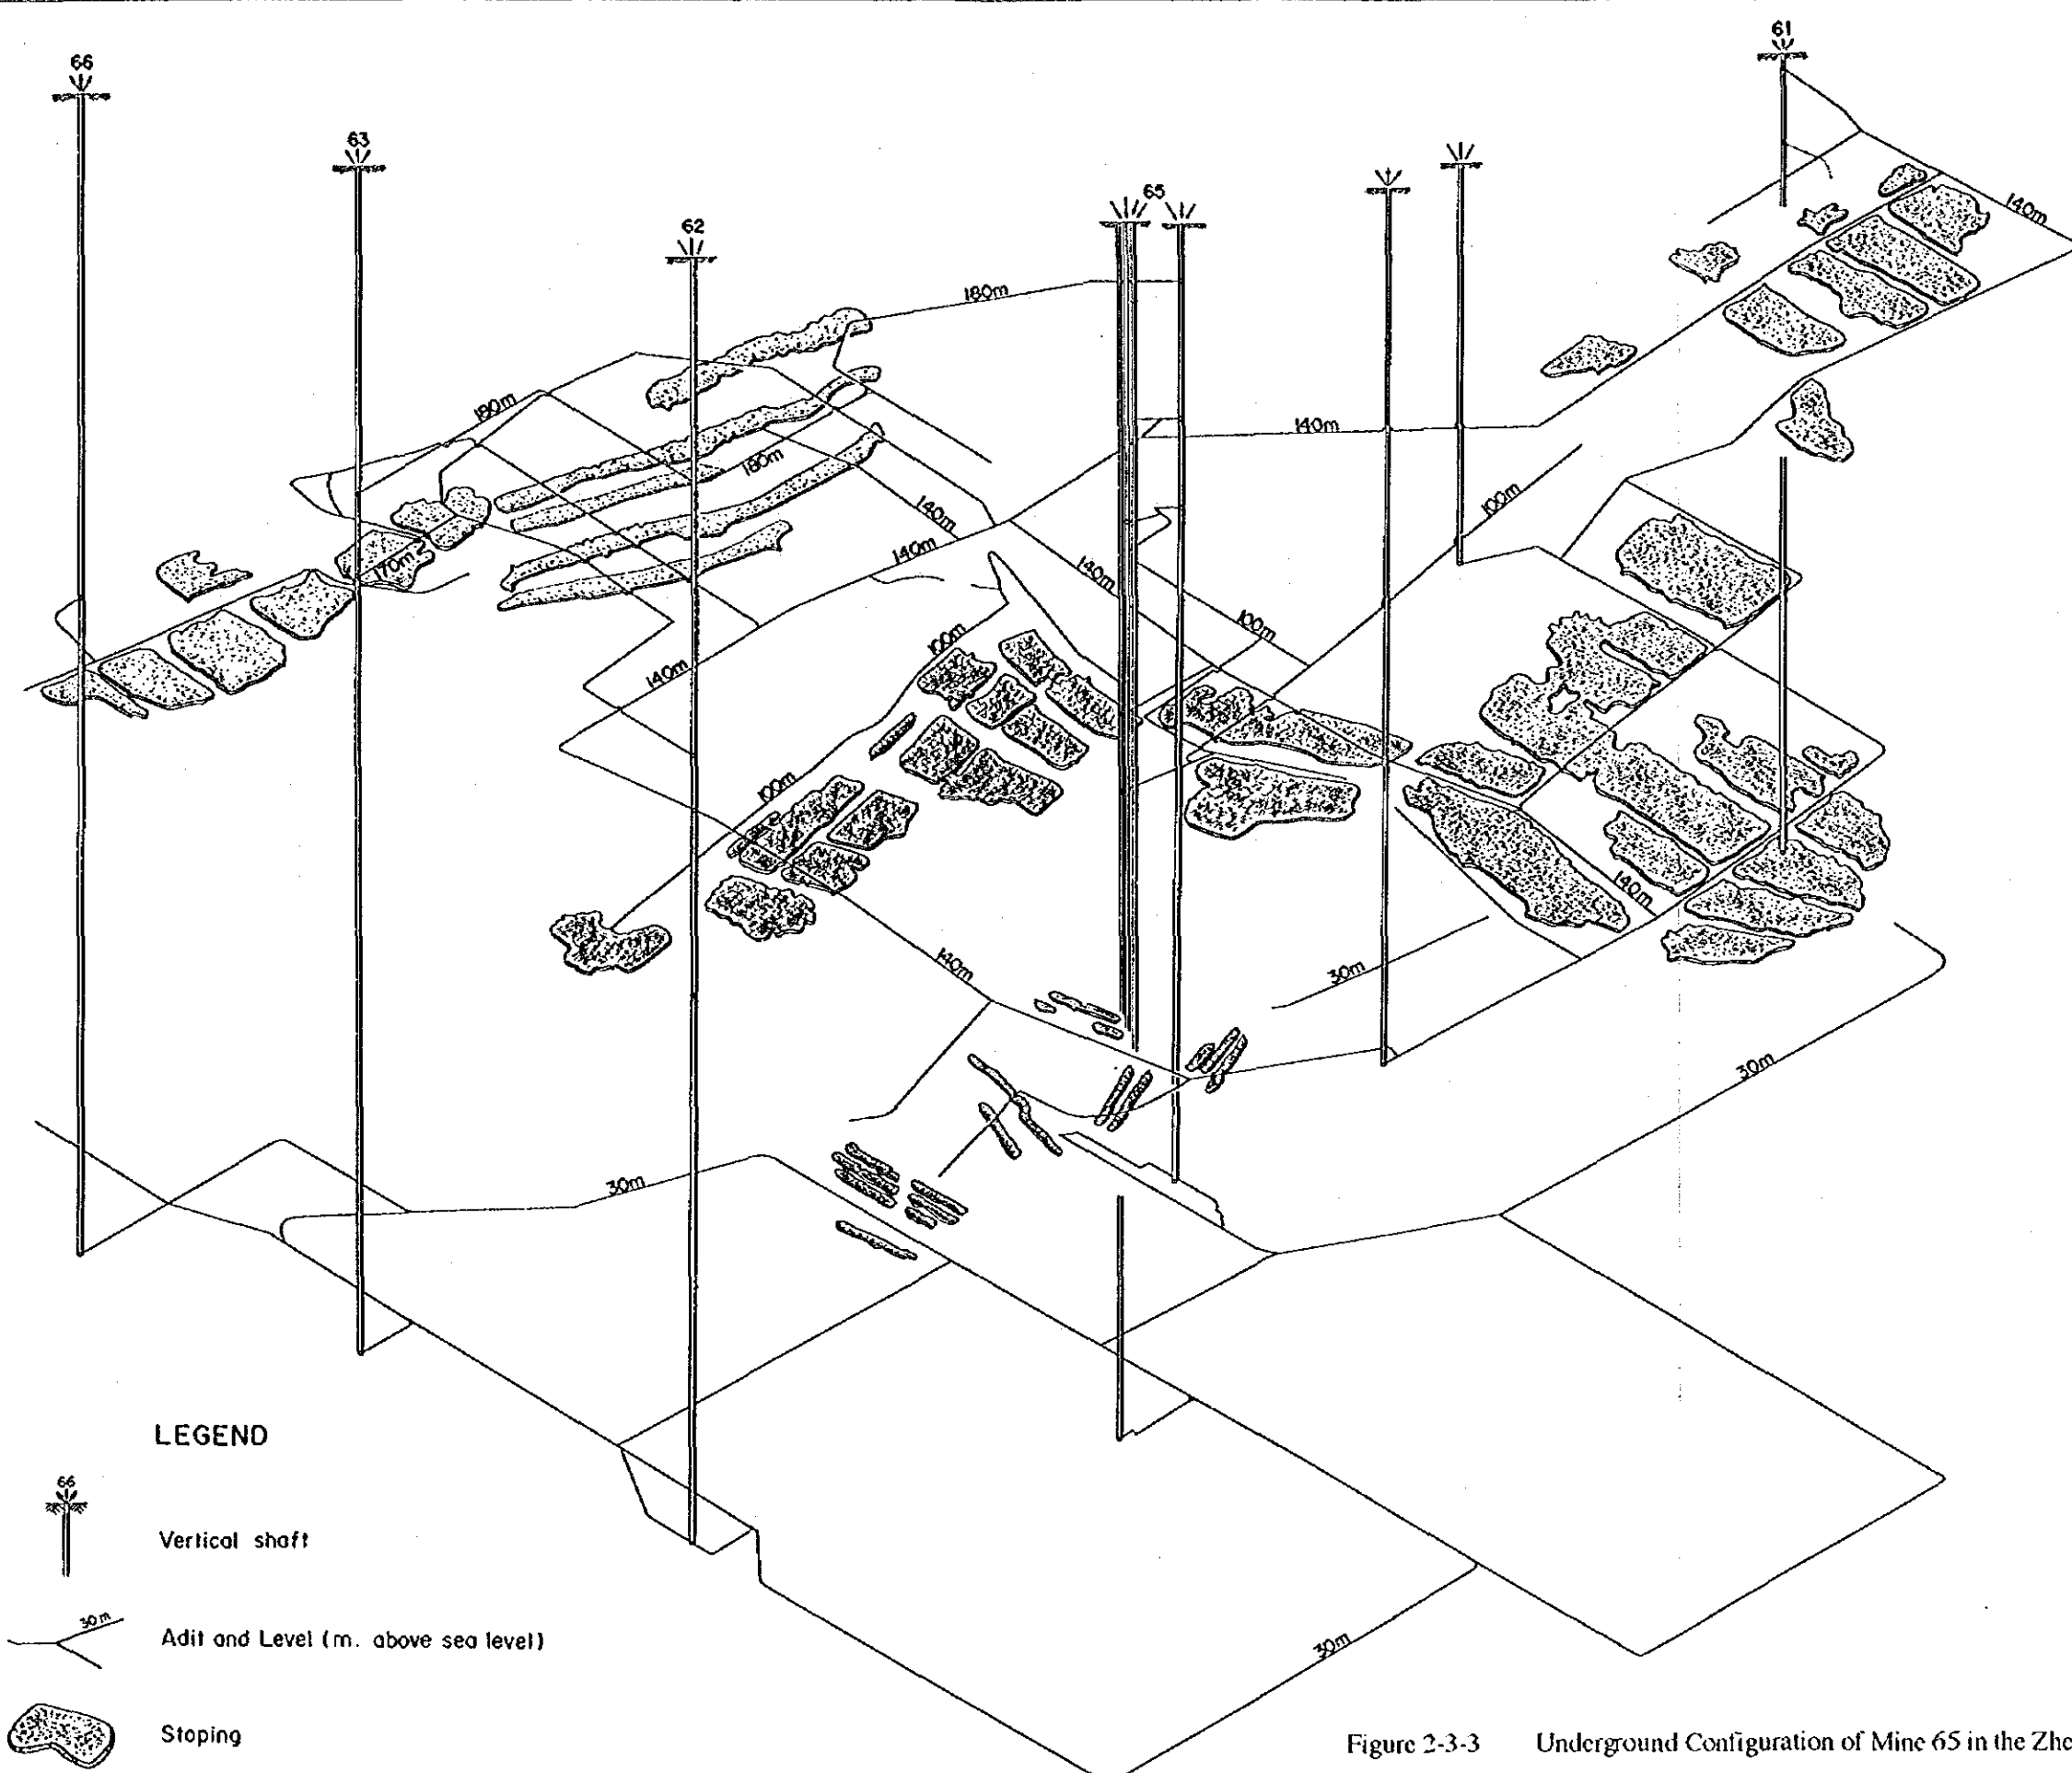 61
66
63
65
62
140m
180m
180m
180m
140m
140m
100m
170m
140m
140m
100m
100m
140m
100m
140m
140m
30m
30m
30m
LEGEND
66
Vertical shaft
30m
Adit and Level (m. above sea level)
30m
Stoping
Figure 2-3-3 Underground Configuration of Mine 65 in the